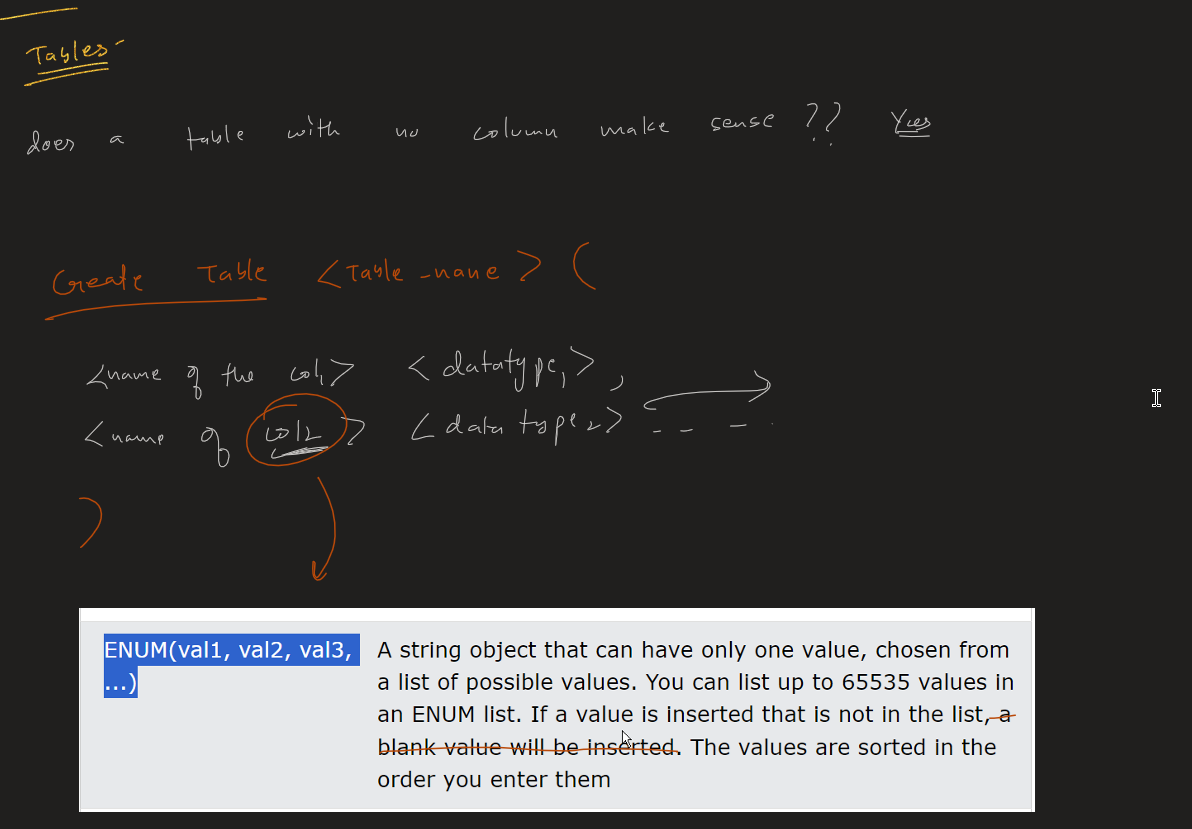 Tables
does a table with no column make sense ?? Yes
Create Table <Table_name> (
<name of the col1> <datatype1> ,
<name of col2> <data type2> _ _ _
)
ENUM(val1, val2, val3,
...)
A string object that can have only one value, chosen from
a list of possible values. You can list up to 65535 values in
an ENUM list. If a value is inserted that is not in the list, a
blank value will be inserted. The values are sorted in the
order you enter them